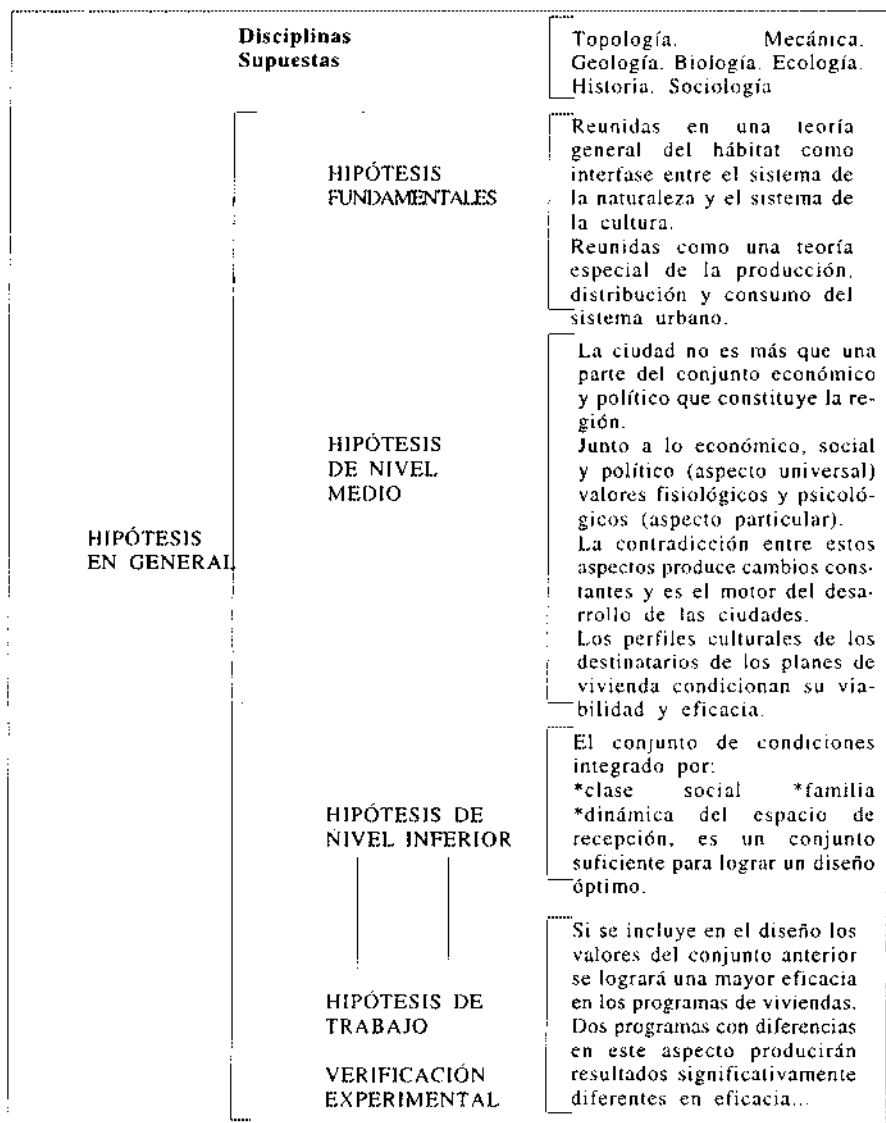 Disciplinas
Supuestas
Topología. Mecánica.
Geología. Biología. Ecología.
Historia. Sociología
HIPÓTESIS
EN GENERAL
HIPÓTESIS
FUNDAMENTALES
Reunidas en una teoría
general del hábitat como
interfase entre el sistema de
la naturaleza y el sistema de
la cultura.
Reunidas como una teoría
especial de la producción,
distribución y consumo del
sistema urbano.
HIPÓTESIS
DE NIVEL
MEDIO
La ciudad no es más que una
parte del conjunto económico
y político que constituye la re-
gión.
Junto a lo económico, social
y político (aspecto universal)
valores fisiológicos y psicoló-
gicos (aspecto particular).
La contradicción entre estos
aspectos produce cambios cons-
tantes y es el motor del desa-
rrollo de las ciudades.
Los perfiles culturales de los
destinatarios de los planes de
vivienda condicionan su via-
bilidad y eficacia.
HIPÓTESIS DE
NIVEL INFERIOR
El conjunto de condiciones
integrado por:
*clase social *familia
*dinámica del espacio de
recepción, es un conjunto
suficiente para lograr un diseño
óptimo.
HIPÓTESIS DE
TRABAJO
VERIFICACIÓN
EXPERIMENTAL
Si se incluye en el diseño los
valores del conjunto anterior
se logrará una mayor eficacia
en los programas de viviendas.
Dos programas con diferencias
en este aspecto producirán
resultados significativamente
diferentes en eficacia...